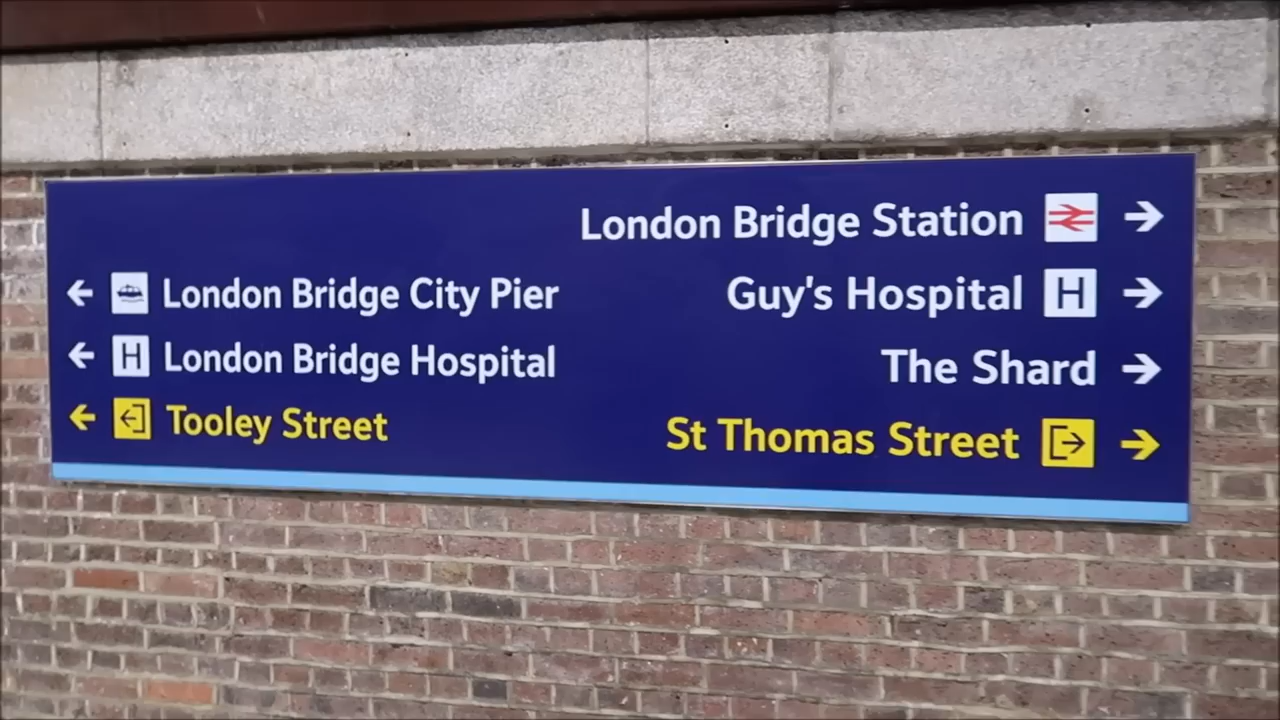 London Bridge Station
London Bridge City Pier
Guy's Hospital
H
H
London Bridge Hospital
The Shard
Tooley Street
St Thomas Street